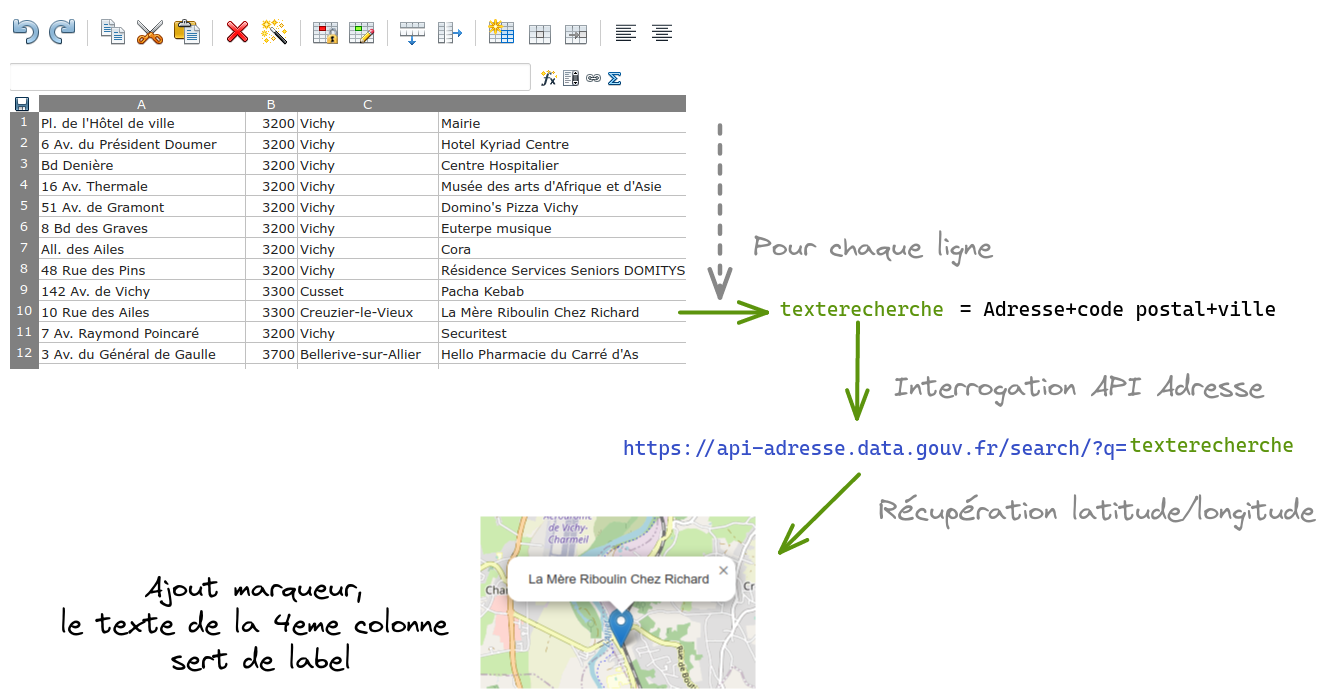 A B C
1 Pl. de l'Hôtel de ville 3200 Vichy Mairie
2 6 Av. du Président Doumer 3200 Vichy Hotel Kyriad Centre
3 Bd Denière 3200 Vichy Centre Hospitalier
4 16 Av. Thermale 3200 Vichy Musée des arts d'Afrique et d'Asie
5 51 Av. de Gramont 3200 Vichy Domino's Pizza Vichy
6 8 Bd des Graves 3200 Vichy Euterpe musique
7 All. des Ailes 3200 Vichy Cora
8 48 Rue des Pins 3200 Vichy Résidence Services Seniors DOMITYS
9 142 Av. de Vichy 3300 Cusset Pacha Kebab
10 10 Rue des Ailes 3300 Creuzier-le-Vieux La Mère Riboulin Chez Richard
11 7 Av. Raymond Poincaré 3200 Vichy Securitest
12 3 Av. du Général de Gaulle 3700 Bellerive-sur-Allier Hello Pharmacie du Carré d'As
Pour chaque ligne
texterecherche = Adresse+code postal+ville
Interrogation API Adresse
https://api-adresse.data.gouv.fr/search/?q=texterecherche
Récupération latitude/longitude
Aérodrome
de Vichy-
Charmeil
La Mère Riboulin Chez Richard ×
Ajout marqueur,
le texte de la 4eme colonne
sert de label